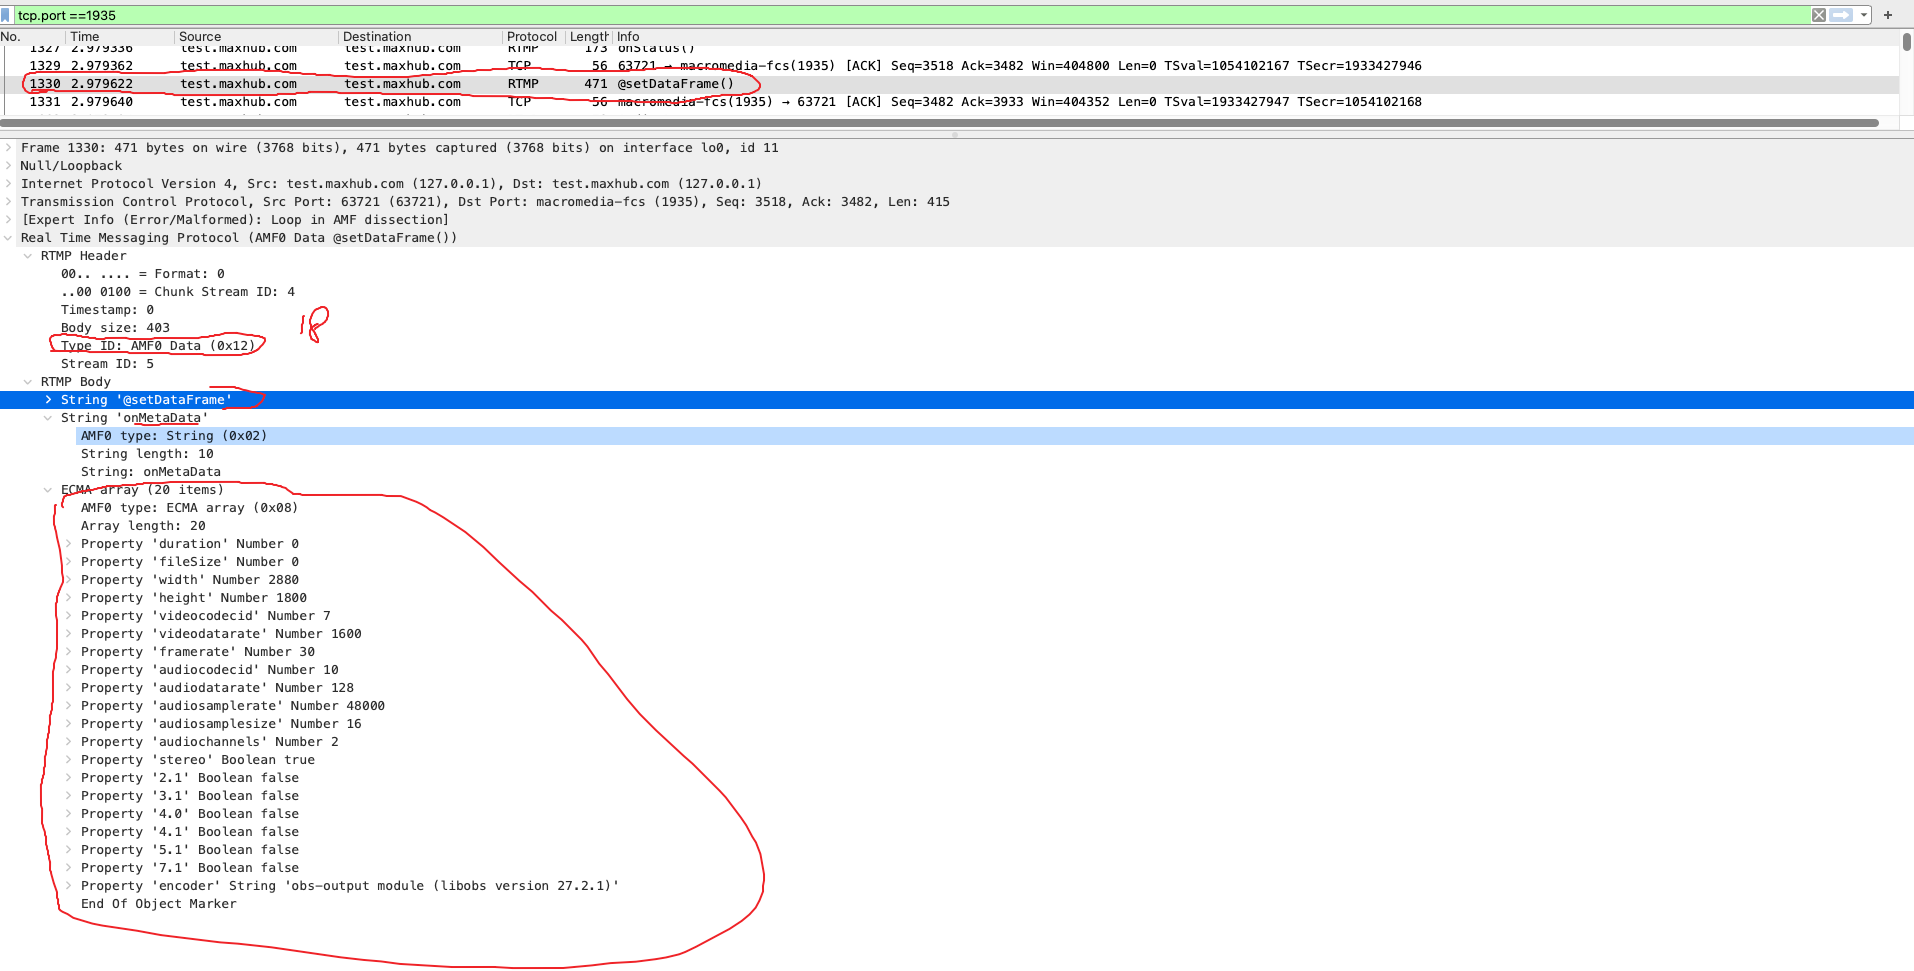 tcp.port ==1935
No. Time Source Destination Protocol Length Info
1327 2.979336 test.maxhub.com test.maxhub.com RTMP 173 onStatus()
1329 2.979362 test.maxhub.com test.maxhub.com TCP 56 63721 → macromedia-fcs(1935) [ACK] Seq=3518 Ack=3482 Win=404800 Len=0 TSval=1054102167 TSecr=1933427946
1330 2.979622 test.maxhub.com test.maxhub.com RTMP 471 @setDataFrame()
1331 2.979640 test.maxhub.com test.maxhub.com TCP 56 macromedia-fcs(1935) → 63721 [ACK] Seq=3482 Ack=3933 Win=404352 Len=0 TSval=1933427947 TSecr=1054102168
Frame 1330: 471 bytes on wire (3768 bits), 471 bytes captured (3768 bits) on interface lo0, id 11
Null/Loopback
Internet Protocol Version 4, Src: test.maxhub.com (127.0.0.1), Dst: test.maxhub.com (127.0.0.1)
Transmission Control Protocol, Src Port: 63721 (63721), Dst Port: macromedia-fcs (1935), Seq: 3518, Ack: 3482, Len: 415
[Expert Info (Error/Malformed): Loop in AMF dissection]
Real Time Messaging Protocol (AMF0 Data @setDataFrame())
RTMP Header
00.. .... = Format: 0
..00 0100 = Chunk Stream ID: 4
Timestamp: 0
Body size: 403
18
Type ID: AMF0 Data (0x12)
Stream ID: 5
RTMP Body
String '@setDataFrame'
String 'onMetaData'
AMF0 type: String (0x02)
String length: 10
String: onMetaData
ECMA array (20 items)
AMF0 type: ECMA array (0x08)
Array length: 20
Property 'duration' Number 0
Property 'fileSize' Number 0
Property 'width' Number 2880
Property 'height' Number 1800
Property 'videocodecid' Number 7
Property 'videodatarate' Number 1600
Property 'framerate' Number 30
Property 'audiocodecid' Number 10
Property 'audiodatarate' Number 128
Property 'audiosamplerate' Number 48000
Property 'audiosamplesize' Number 16
Property 'audiochannels' Number 2
Property 'stereo' Boolean true
Property '2.1' Boolean false
Property '3.1' Boolean false
Property '4.0' Boolean false
Property '4.1' Boolean false
Property '5.1' Boolean false
Property '7.1' Boolean false
Property 'encoder' String 'obs-output module (libobs version 27.2.1)'
End Of Object Marker